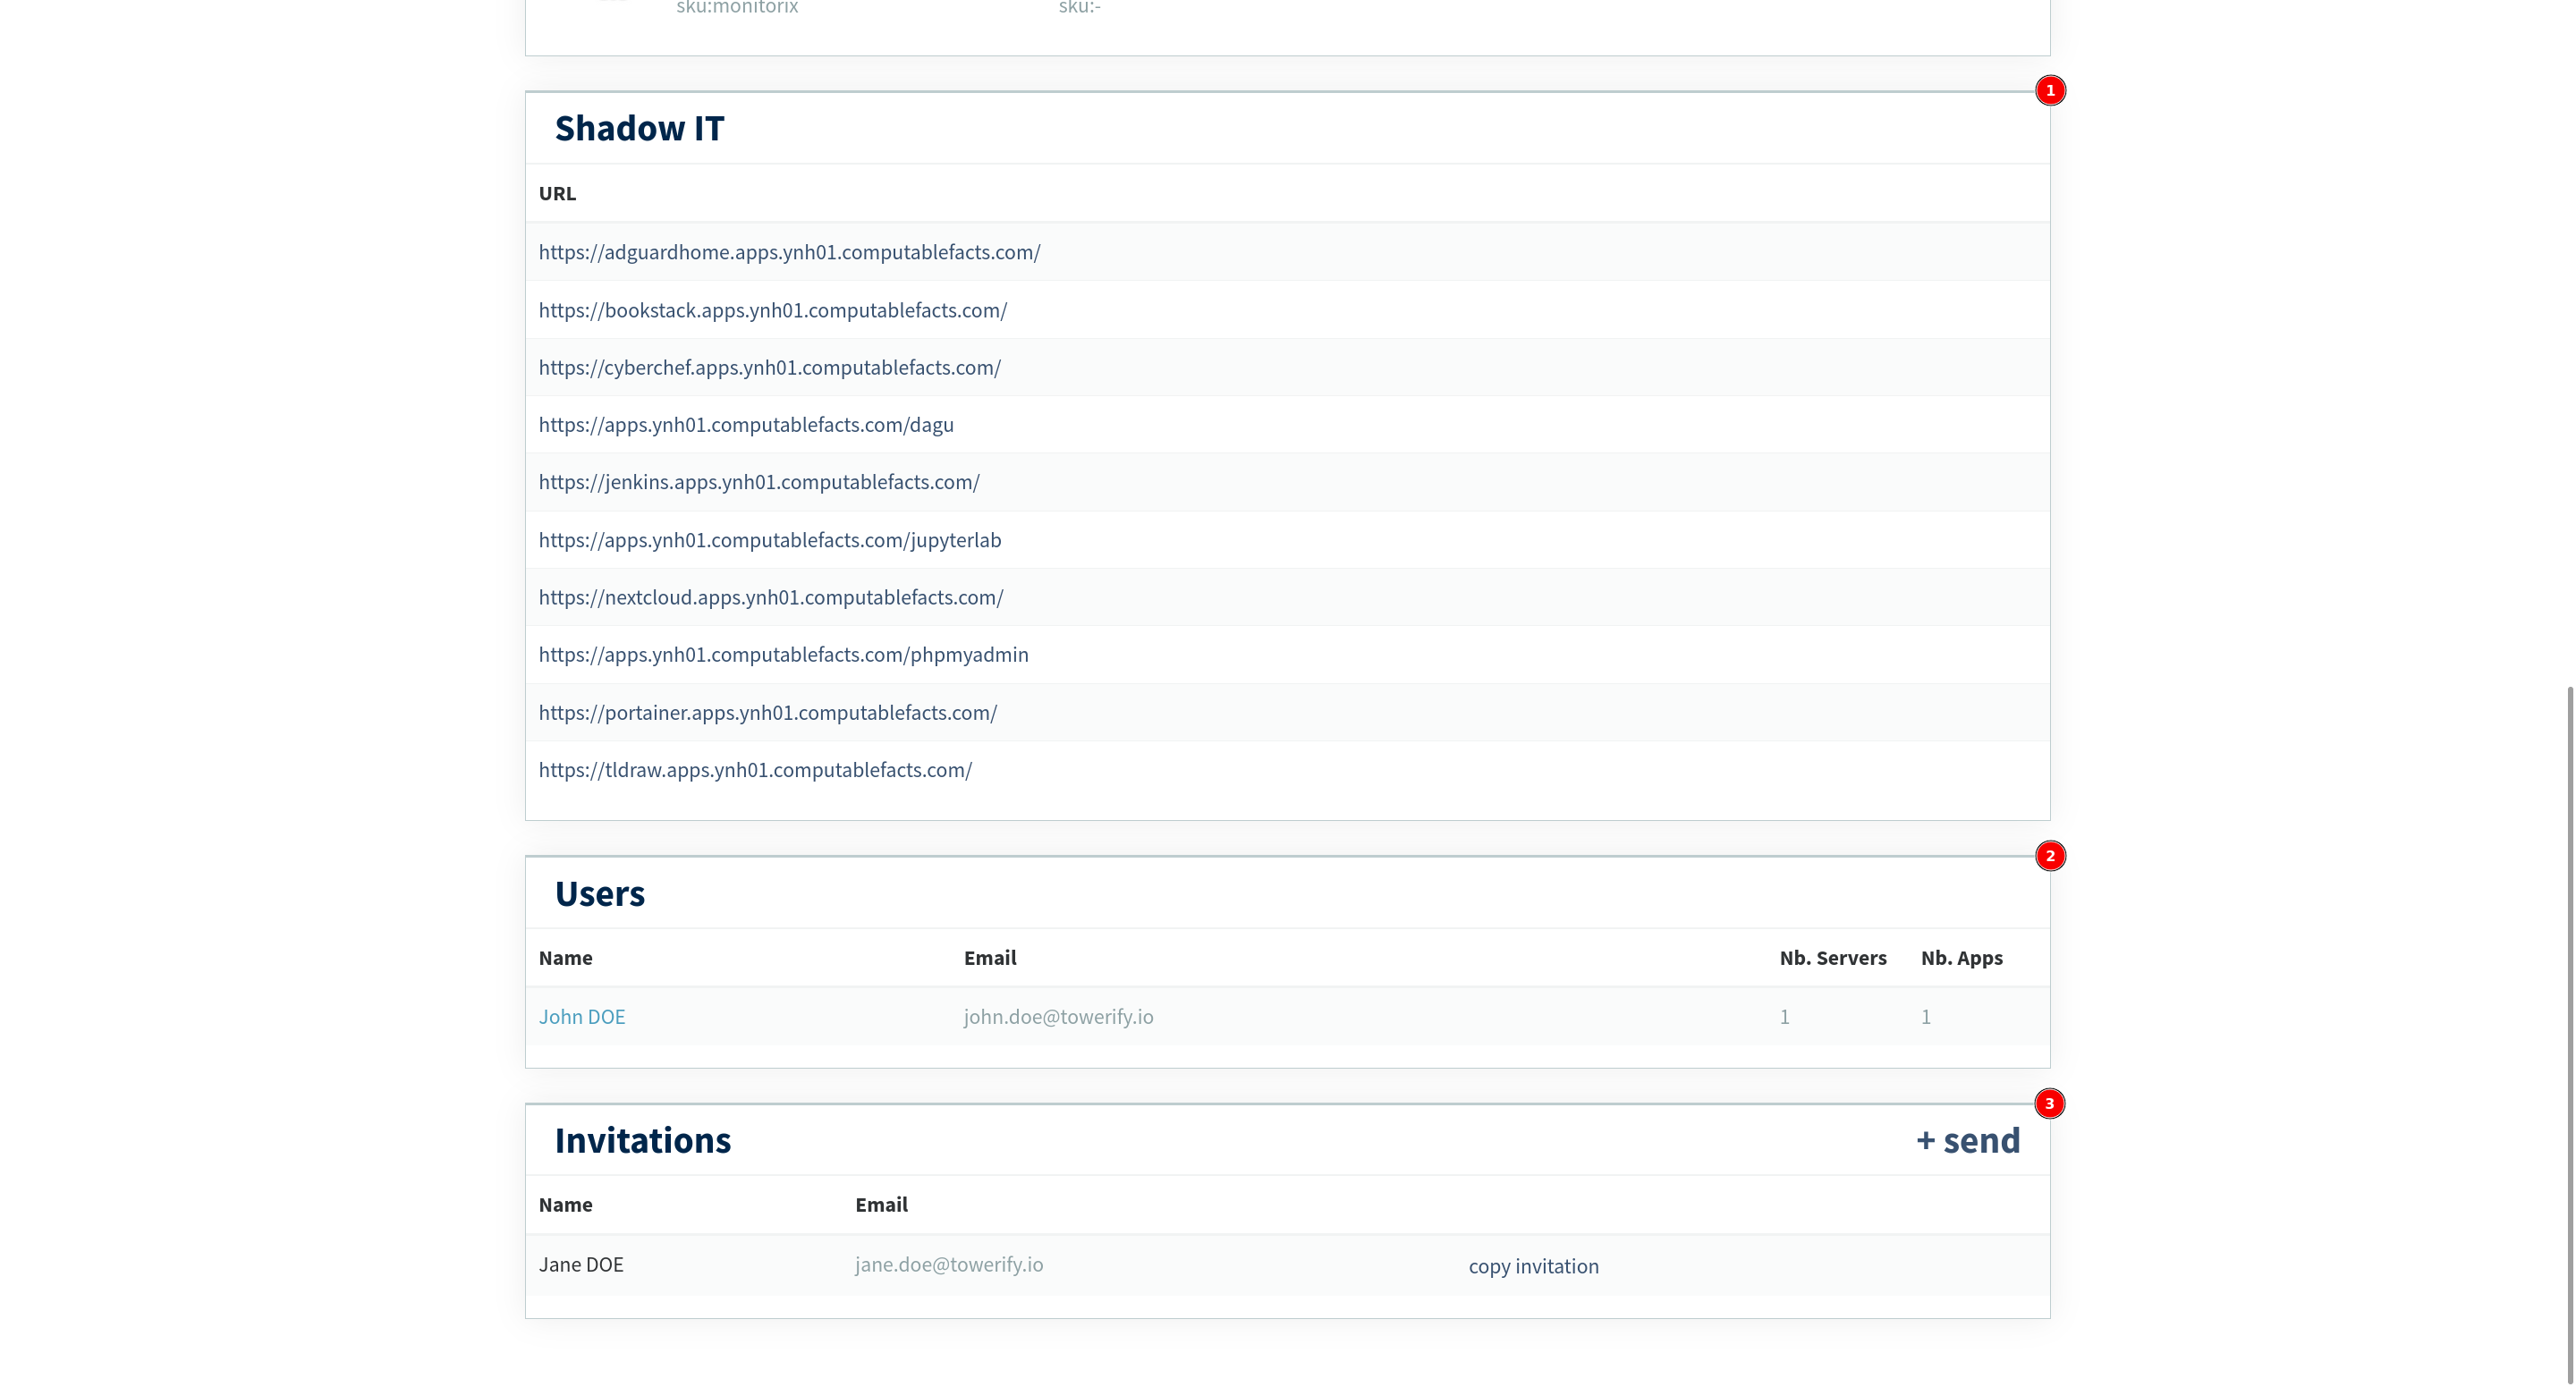 sku:monitorix sku:-
1
Shadow IT
URL
https://adguardhome.apps.ynh01.computablefacts.com/
https://bookstack.apps.ynh01.computablefacts.com/
https://cyberchef.apps.ynh01.computablefacts.com/
https://apps.ynh01.computablefacts.com/dagu
https://jenkins.apps.ynh01.computablefacts.com/
https://apps.ynh01.computablefacts.com/jupyterlab
https://nextcloud.apps.ynh01.computablefacts.com/
https://apps.ynh01.computablefacts.com/phpmyadmin
https://portainer.apps.ynh01.computablefacts.com/
https://tldraw.apps.ynh01.computablefacts.com/
2
Users
Name Email Nb. Servers Nb. Apps
John DOE john.doe@towerify.io 1 1
3
Invitations + send
Name Email
Jane DOE jane.doe@towerify.io copy invitation